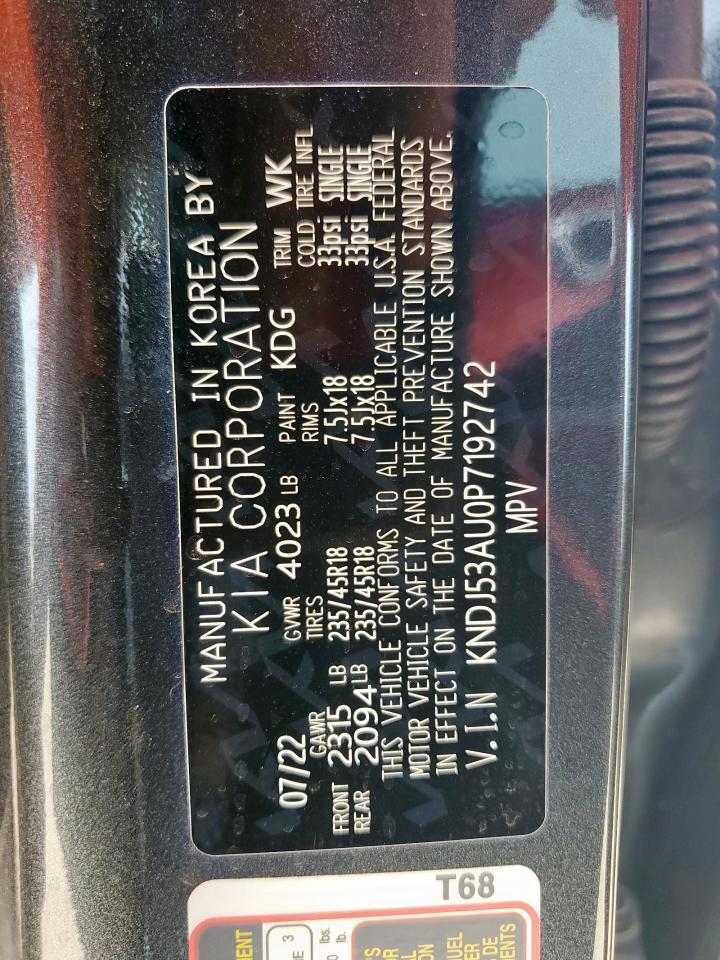 MANUFACTURED IN KOREA BY
KIA CORPORATION
07/22 GVWR 4023 LB PAINT KDG TRIM WK
GAWR TIRES RIMS COLD TIRE INFL
FRONT 2315 LB 235/45R18 7.5Jx18 33psi SINGLE
REAR 2094 LB 235/45R18 7.5Jx18 33psi SINGLE
THIS VEHICLE CONFORMS TO ALL APPLICABLE U.S.A. FEDERAL
MOTOR VEHICLE SAFETY AND THEFT PREVENTION STANDARDS
IN EFFECT ON THE DATE OF MANUFACTURE SHOWN ABOVE.
V.I.N KNDJ53AU0P7192742
MPV
T68
3
lbs.
lb.